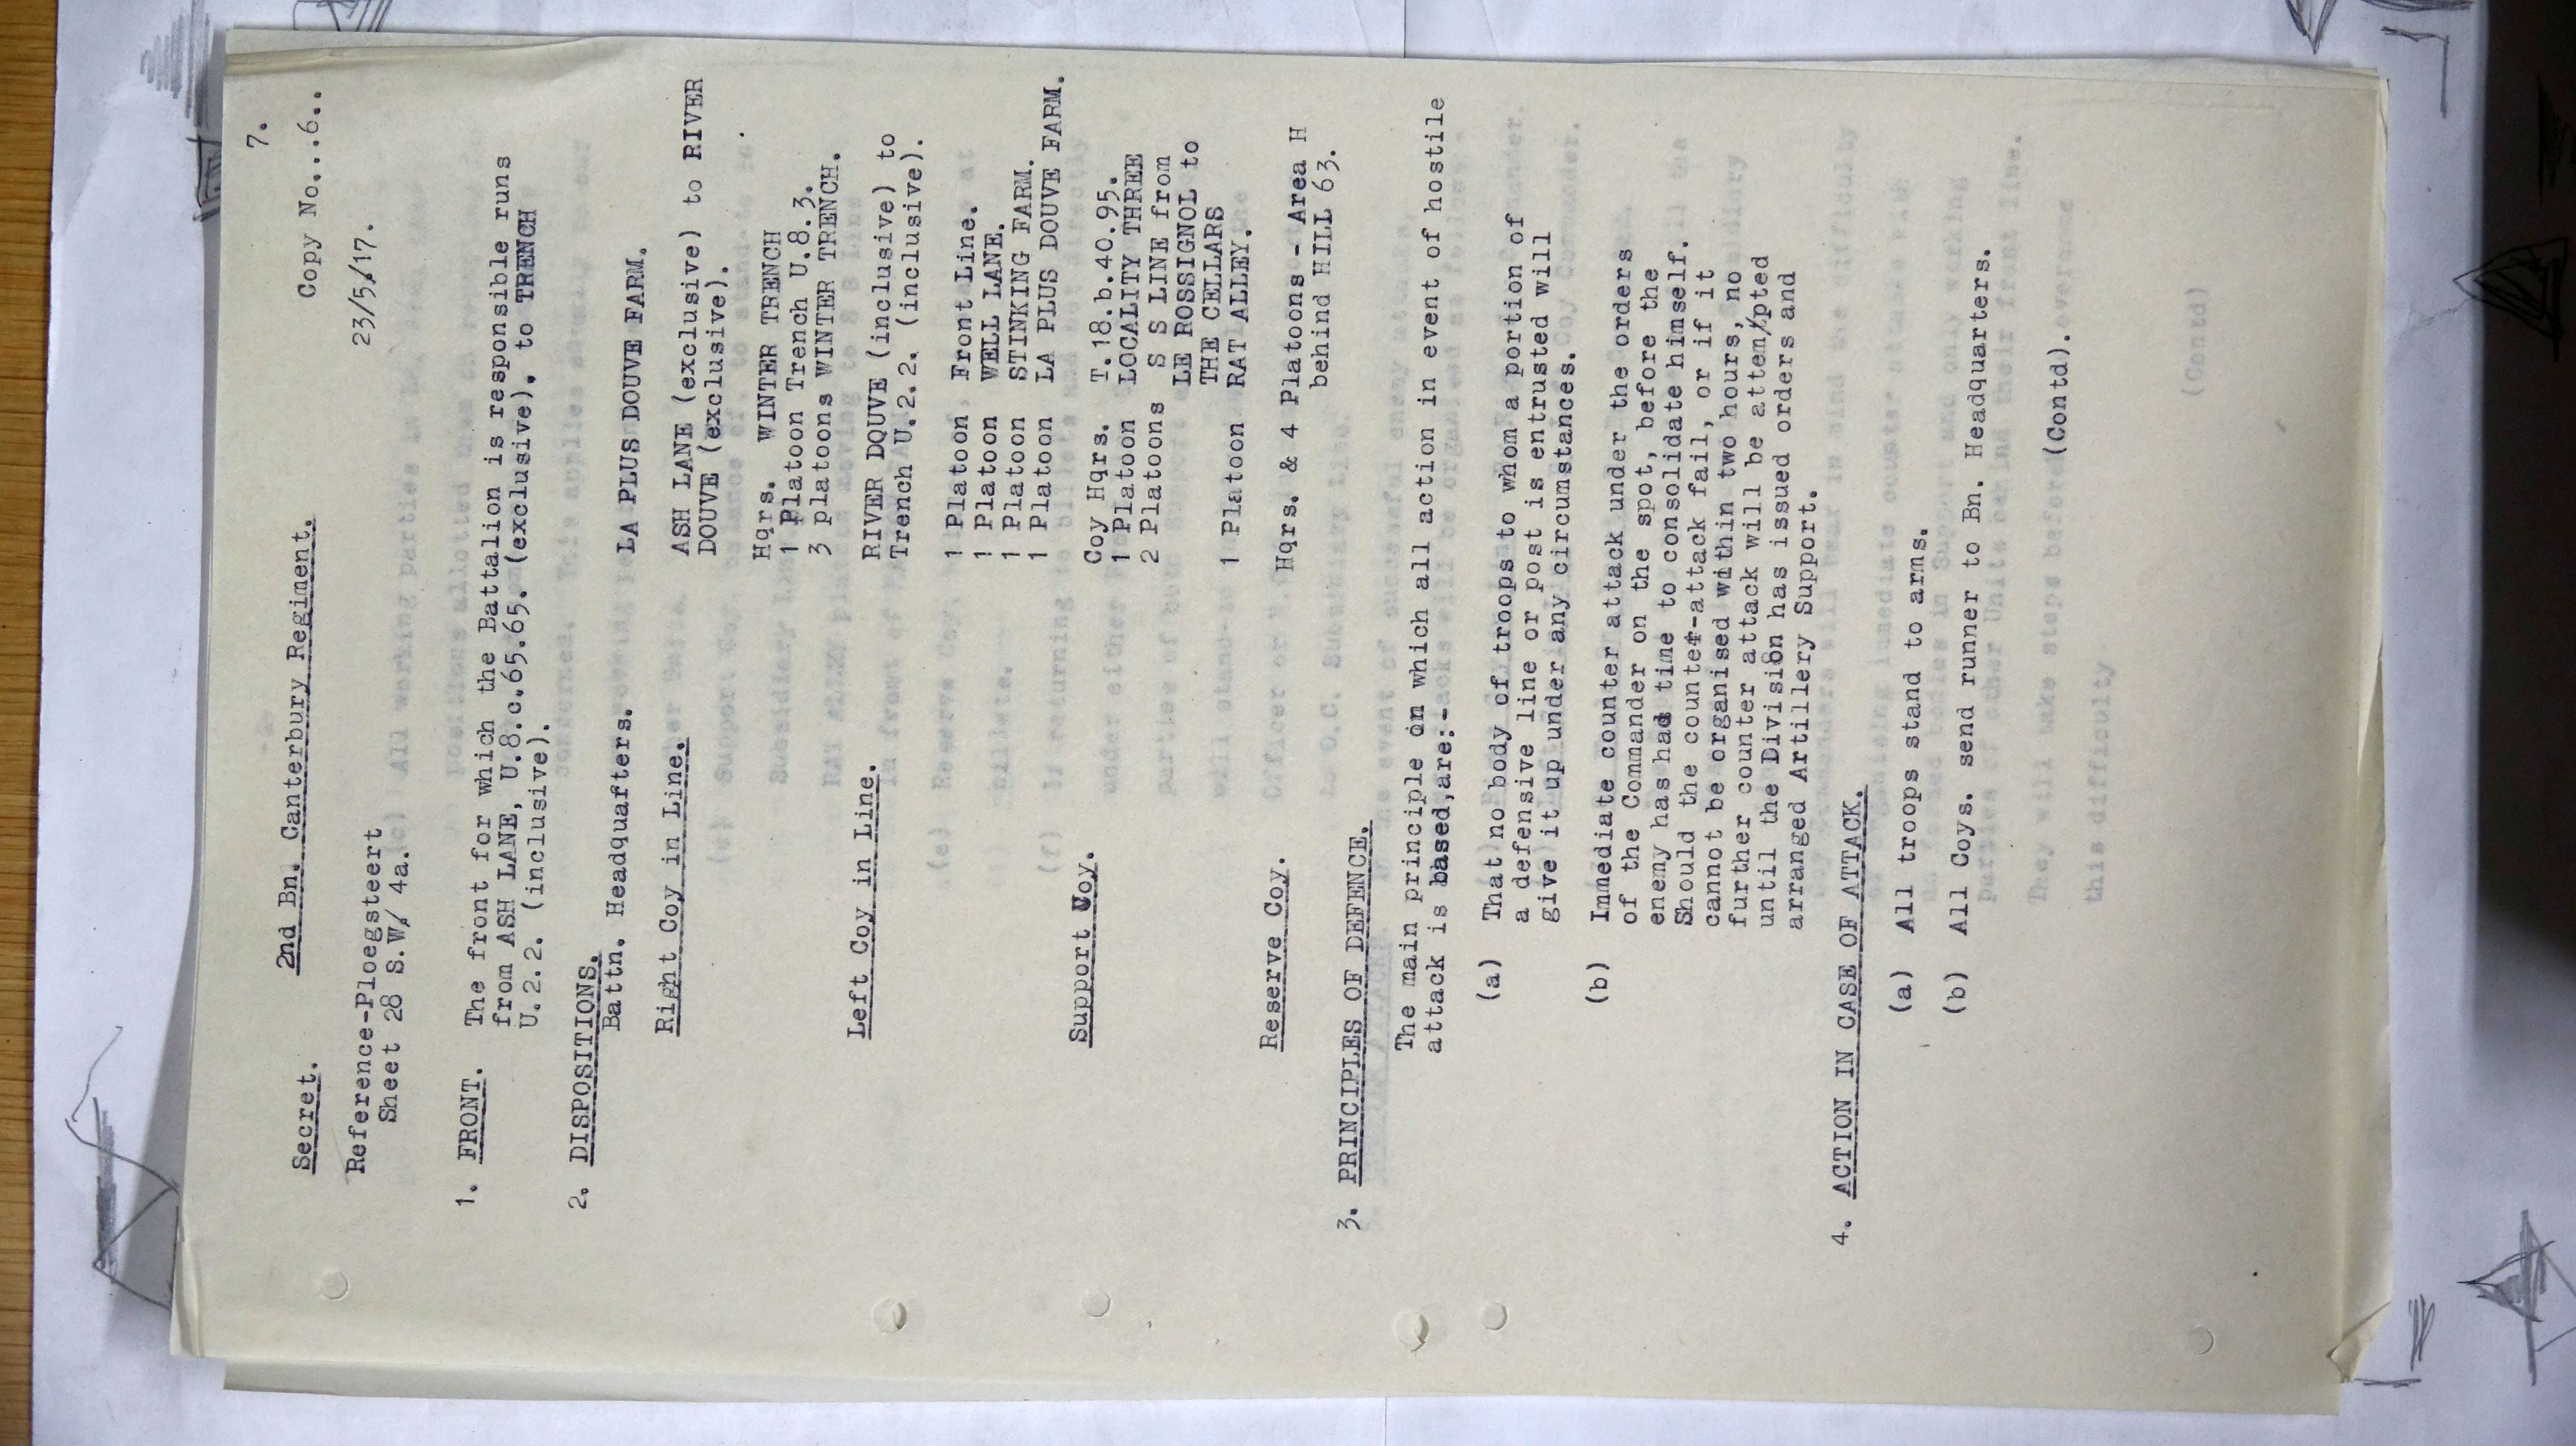 7.
Secret. 2nd Bn. Canterbury Regiment. Copy No...6..
Reference-Ploegsteert 23/5/17.
Sheet 28 S.W/ 4a.
1. FRONT. The front for which the Battalion is responsible runs
from ASH LANE, U.8.c.65.65. (exclusive). to TRENCH
U.2.2. (inclusive).
2. DISPOSITIONS.
Battn. Headquafters. LA PLUS DOUVE FARM.
Right Coy in Line. ASH LANE (exclusive) to RIVER
DOUVE (exclusive).
Hqrs. WINTER TRENCH
1 Platoon Trench U.8.3.
3 platoons WINTER TRENCH.
Left Coy in Line. RIVER DQUVE (inclusive) to
Trench U.2.2. (inclusive).
1 Platoon Front Line.
1 Platoon WELL LANE.
1 Platoon STINKING FARM.
1 Platoon LA PLUS DOUVE FARM.
Support Coy. Coy Hqrs. T.18.b.40.95.
1 Platoon LOCALITY THREE
2 Platoons S S LINE from
LE ROSSIGNOL to
THE CELLARS
1 Platoon RAT ALLEY.
Reserve Coy. Hqrs. & 4 Platoons - Area H
behind HILL 63.
3. PRINCIPLES OF DEFENCE.
The main principle on which all action in event of hostile
attack is based,are:-
(a) That no body of troops to whom a portion of
a defensive line or post is entrusted will
give it up under any circumstances.
(b) Immediate counter attack under the orders
of the Commander on the spot, before the
enemy has had time to consolidate himself.
Should the counter-attack fail, or if it
cannot be organised within two hours, no
further counter attack will be atten/pted
until the Division has issued orders and
arranged Artillery Support.
4. ACTION IN CASE OF ATTACK.
(a) All troops stand to arms.
(b) All Coys. send runner to Bn. Headquarters.
(Contd).